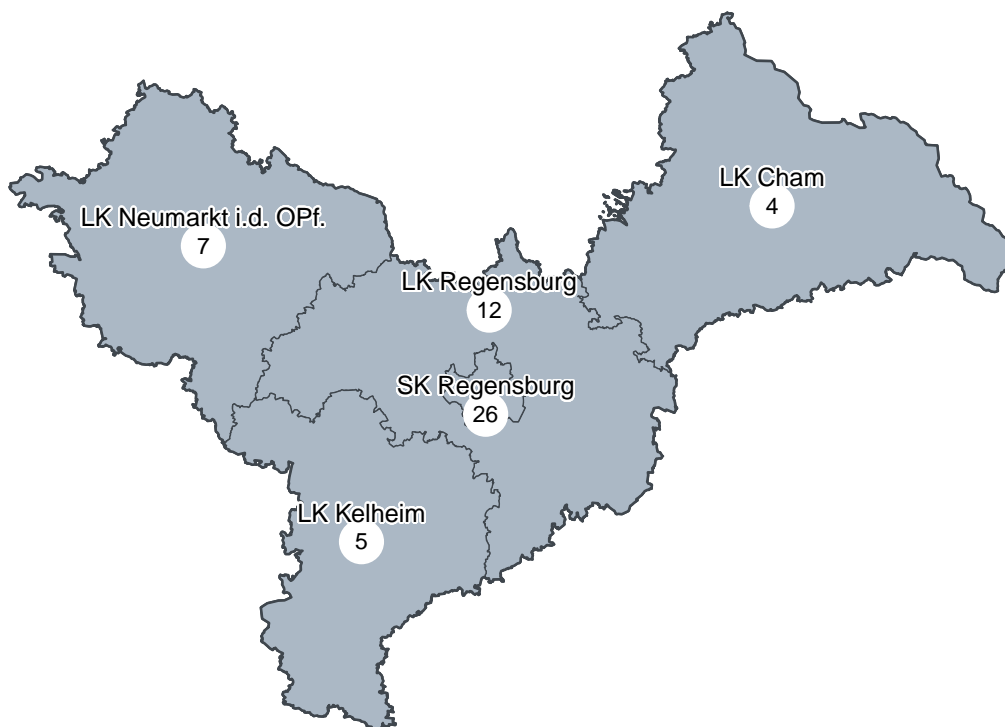 LK Cham
4
LK Neumarkt i.d. OPf.
7
LK Regensburg
12
SK Regensburg
26
LK Kelheim
5